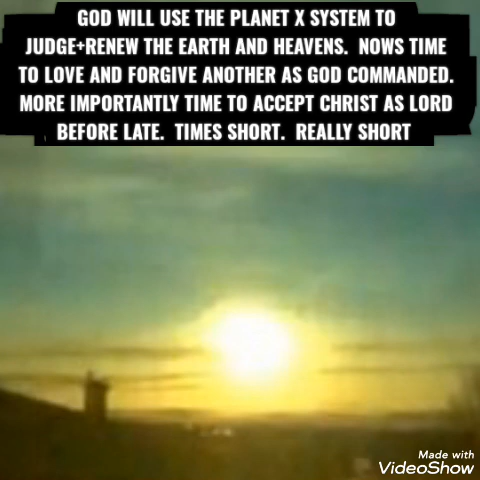 GOD WILL USE THE PLANET X SYSTEM TO
JUDGE+RENEW THE EARTH AND HEAVENS. NOWS TIME
TO LOVE AND FORGIVE ANOTHER AS GOD COMMANDED.
MORE IMPORTANTLY TIME TO ACCEPT CHRIST AS LORD
BEFORE LATE. TIMES SHORT. REALLY SHORT
Made with
VideoShow